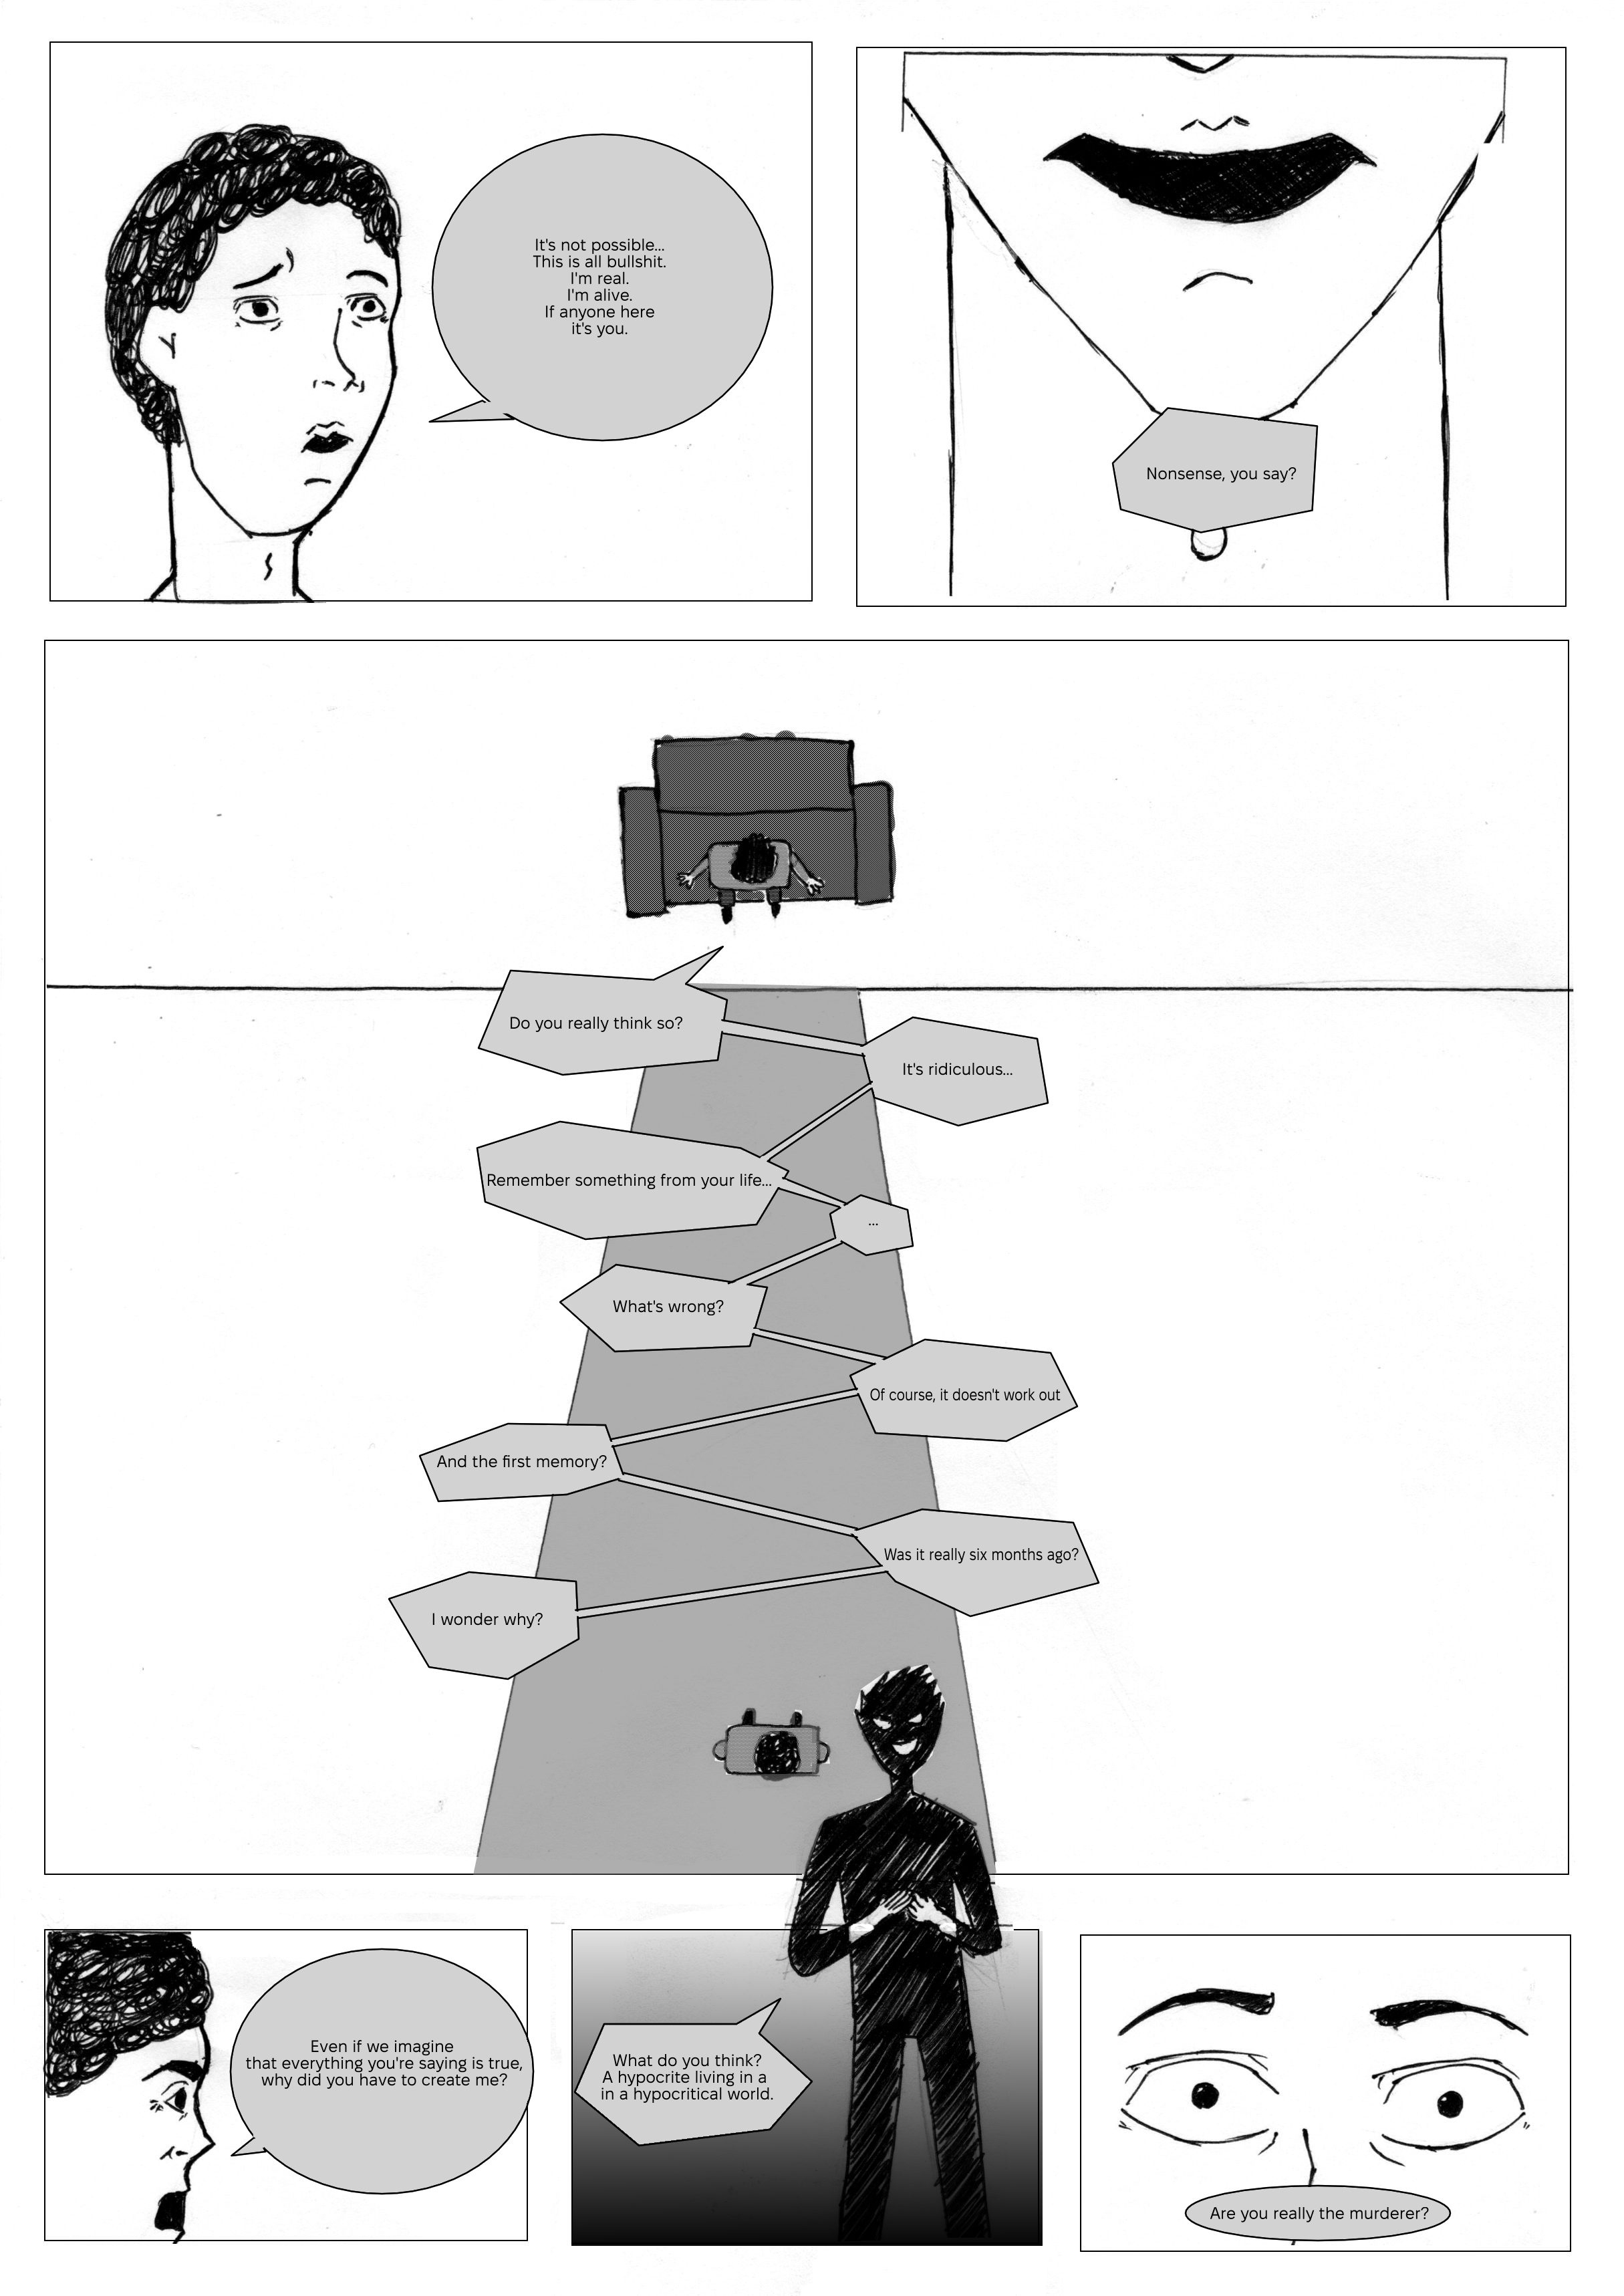 It's not possible...
This is all bullshit.
I'm real.
I'm alive.
If anyone here
it's you.
Nonsense, you say?
Do you really think so?
It's ridiculous...
Remember something from your life...
...
What's wrong?
Of course, it doesn't work out
And the first memory?
Was it really six months ago?
I wonder why?
Even if we imagine
that everything you're saying is true,
why did you have to create me?
What do you think?
A hypocrite living in a
in a hypocritical world.
Are you really the murderer?